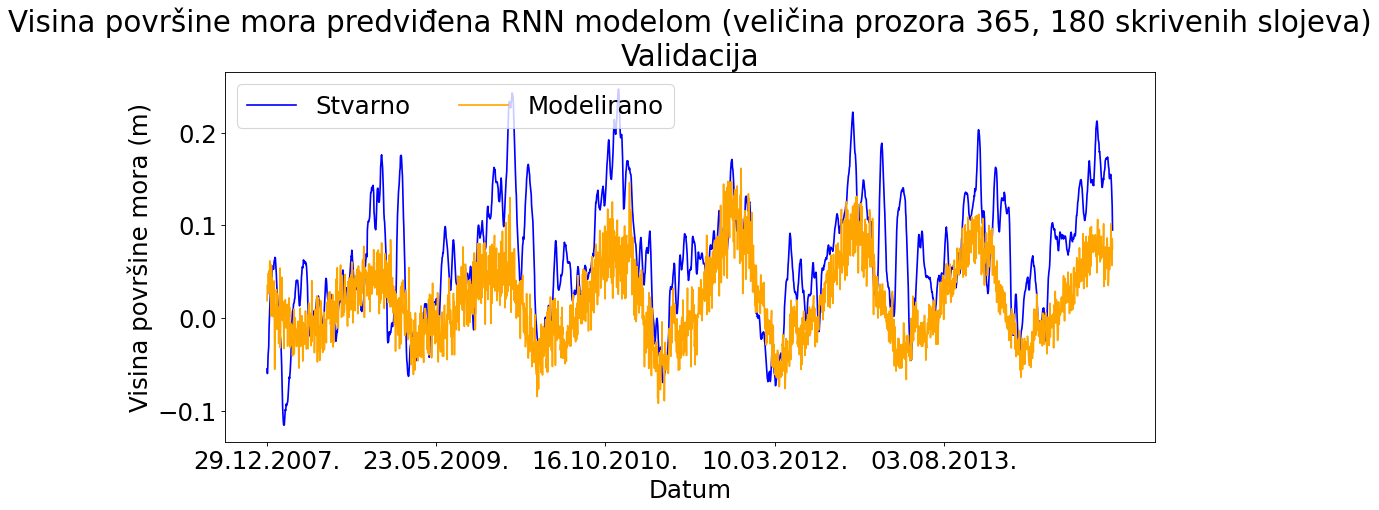 Visina površine mora predviđena RNN modelom (veličina prozora 365, 180 skrivenih slojeva)
Validacija
Stvarno Modelirano
Visina površine mora (m)
0.2
0.1
0.0
−0.1
29.12.2007. 23.05.2009. 16.10.2010. 10.03.2012. 03.08.2013.
Datum